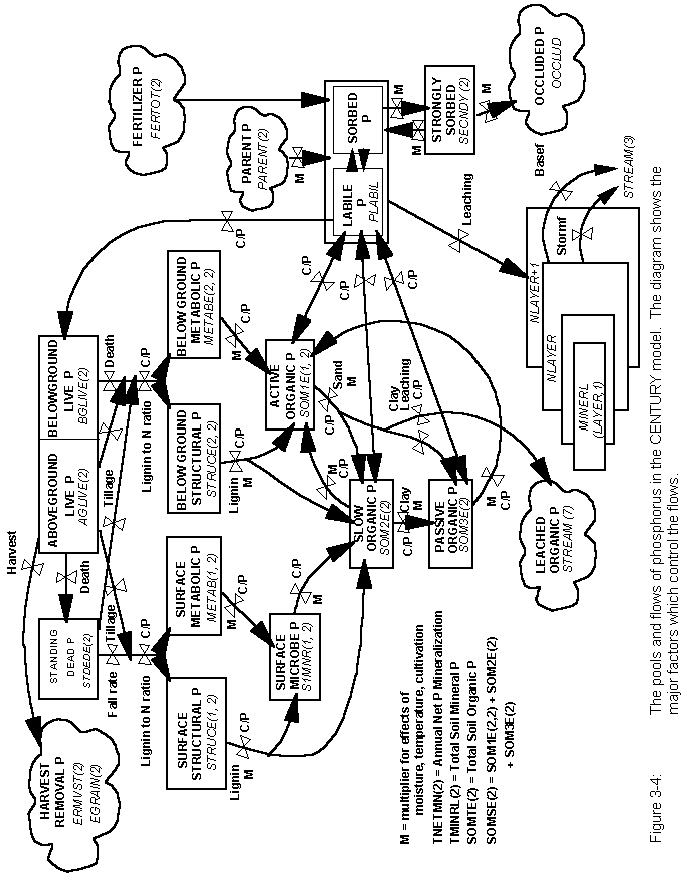 Harvest
HARVEST
REMOVAL P
ERMVST(2)
EGRAIN(2)
STANDING
DEAD P
STDEDE(2)
Death
ABOVEGROUND
LIVE P
AGLIVE(2)
BELOWGROUND
LIVE P
BGLIVE(2)
FERTILIZER P
FERTOT(2)
Fall rate
Tillage
Tillage
Death
Lignin to N ratio
C/P
Lignin to N ratio
C/P
SURFACE
STRUCTURAL P
STRUCE(1, 2)
SURFACE
METABOLIC P
METAB(1, 2)
BELOW GROUND
STRUCTURAL P
STRUCE(2, 2)
BELOW GROUND
METABOLIC P
METABE(2, 2)
C/P
PARENT P
PARENT(2)
M
Lignin
M
C/P
M
C/P
Lignin
M
C/P
M
C/P
SURFACE
MICROBE P
S1MNR(1, 2)
ACTIVE
ORGANIC P
SOM1E(1, 2)
C/P
LABILE
P
PLABIL
SORBED
P
M
C/P
C/P
M
C/P
Sand
M
C/P
C/P
M
M
SLOW
ORGANIC P
SOM2E(2)
C/P
Clay
M
Clay
Leaching
C/P
STRONGLY
SORBED
SECNDY(2)
M
PASSIVE
ORGANIC P
SOM3E(2)
M
C/P
Leaching
OCCLUDED P
OCCLUD
LEACHED
ORGANIC P
STREAM (7)
NLAYER+1
NLAYER
MINERL
(LAYER,1)
Stormf
Basef
STREAM(3)
M = multiplier for effects of
moisture, temperature, cultivation
TNETMN(2) = Annual Net P Mineralization
TMINRL(2) = Total Soil Mineral P
SOMTE(2) = Total Soil Organic P
SOMSE(2) = SOM1E(2,2) + SOM2E(2)
+ SOM3E(2)
Figure 3-4: The pools and flows of phosphorus in the CENTURY model. The diagram shows the
major factors which control the flows.